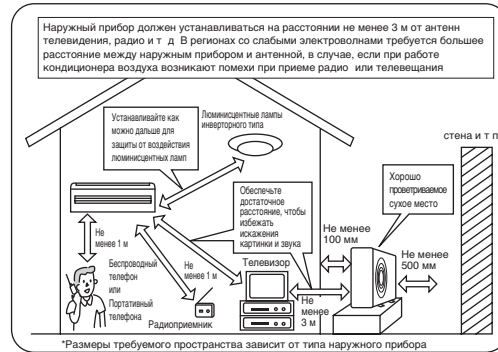 Наружный прибор должен устанавливаться на расстоянии не менее 3 м от антенн
телевидения, радио и т д В регионах со слабыми электроволнами требуется большее
расстояние между наружным прибором и антенной, в случае, если при работе
кондиционера воздуха возникают помехи при приеме радио или телевещания
Устанавливайте как
можно дальше для
защиты от воздействия
люминисцентных ламп
Люминисцентные лампы
инверторного типа
стена и т п
Обеспечьте
достаточное
расстояние, чтобы
избежать
искажения
картинки и звука
Хорошо
проветриваемое
сухое место
Не
менее 1 м
Беспроводный
телефон
или
Портативный
телефона
Не
менее 1 м
Радиоприемник
Телевизор
Не менее
100 мм
Не менее
500 мм
Не
менее
3 м
*Размеры требуемого пространства зависит от типа наружного прибора